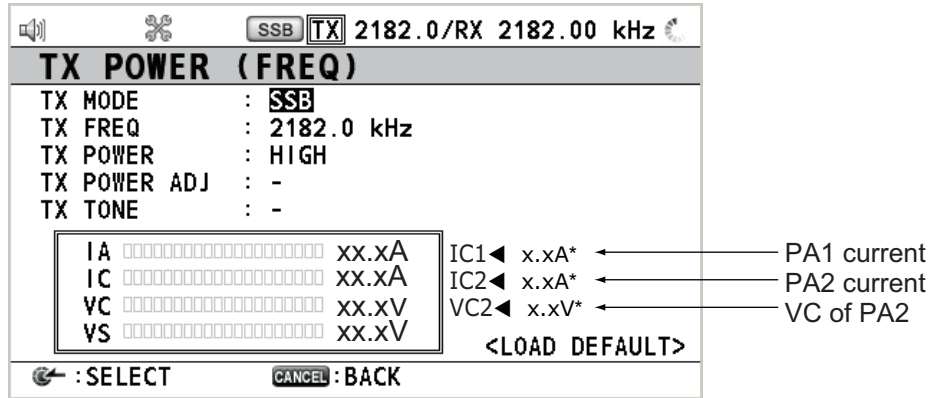 SSB TX 2182.0/RX 2182.00 kHz
TX POWER (FREQ)
TX MODE : SSB
TX FREQ : 2182.0 kHz
TX POWER : HIGH
TX POWER ADJ : -
TX TONE : -
IA xx.xA IC1◀ x.xA* PA1 current
IC xx.xA IC2◀ x.xA* PA2 current
VC xx.xV VC2◀ x.xV* VC of PA2
VS xx.xV
<LOAD DEFAULT>
:SELECT CANCEL :BACK